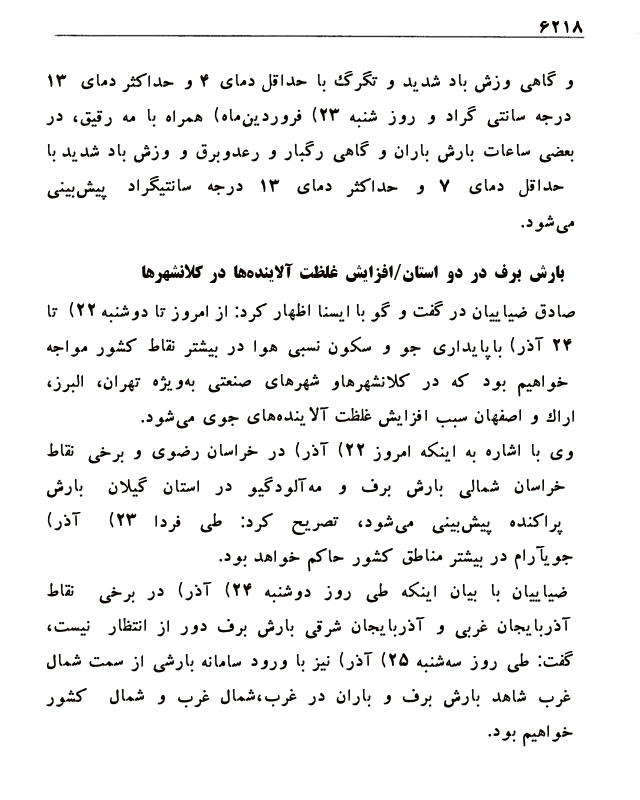 ۶۲۱۸
و گاهی وزش باد شدید و تگرگ با حداقل دمای ۴ و حداکثر دمای ۱۳
درجه سانتی گراد و روز شنبه ۲۳) فروردین‌ماه) همراه با مه رقیق، در
بعضی ساعات بارش باران و گاهی رگبار و رعدوبرق و وزش باد شدید با
حداقل دمای ۷ و حداکثر دمای ۱۳ درجه سانتیگراد پیش‌بینی
می‌شود.
بارش برف در دو استان/افزایش غلظت آلاینده‌ها در کلانشهرها
صادق ضیاییان در گفت و گو با ایسنا اظهار کرد: از امروز تا دوشنبه ۲۲) تا
۲۴ آذر) باپایداری جو و سکون نسبی هوا در بیشتر نقاط کشور مواجه
خواهیم بود که در کلانشهرهاو شهرهای صنعتی به‌ویژه تهران، البرز،
اراك و اصفهان سبب افزایش غلظت آلاینده‌های جوی می‌شود.
وی با اشاره به اینکه امروز ۲۲) آذر) در خراسان رضوی و برخی نقاط
خراسان شمالی بارش برف و مه‌آلودگیو در استان گیلان بارش
پراکنده پیش‌بینی می‌شود، تصریح کرد: طی فردا ۲۳) آذر)
جویآرام در بیشتر مناطق کشور حاکم خواهد بود.
ضیاییان با بیان اینکه طی روز دوشنبه ۲۴) آذر) در برخی نقاط
آذربایجان غربی و آذربایجان شرقی بارش برف دور از انتظار نیست،
گفت: طی روز سه‌شنبه ۲۵) آذر) نیز با ورود سامانه بارشی از سمت شمال
غرب شاهد بارش برف و باران در غرب،شمال غرب و شمال کشور
خواهیم بود.